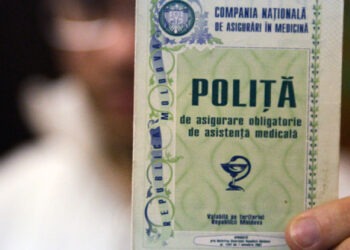 COMPANIA NAȚIONALĂ
DE ASIGURĂRI ÎN MEDICINĂ
REPUBLICA MOLDOVA
POLIȚĂ
de asigurare obligatorie
de asistență medicală
Valabilă pe teritoriul
Republicii Moldova